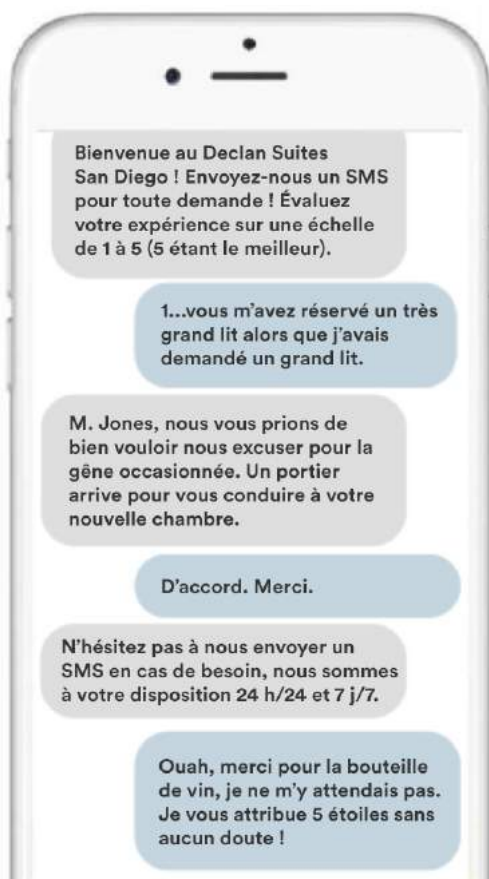 Bienvenue au Declan Suites
San Diego ! Envoyez-nous un SMS
pour toute demande ! Évaluez
votre expérience sur une échelle
de 1 à 5 (5 étant le meilleur).
1...vous m'avez réservé un très
grand lit alors que j'avais
demandé un grand lit.
M. Jones, nous vous prions de
bien vouloir nous excuser pour la
gêne occasionnée. Un portier
arrive pour vous conduire à votre
nouvelle chambre.
D'accord. Merci.
N'hésitez pas à nous envoyer un
SMS en cas de besoin, nous sommes
à votre disposition 24 h/24 et 7 j/7.
Ouah, merci pour la bouteille
de vin, je ne m'y attendais pas.
Je vous attribue 5 étoiles sans
aucun doute !